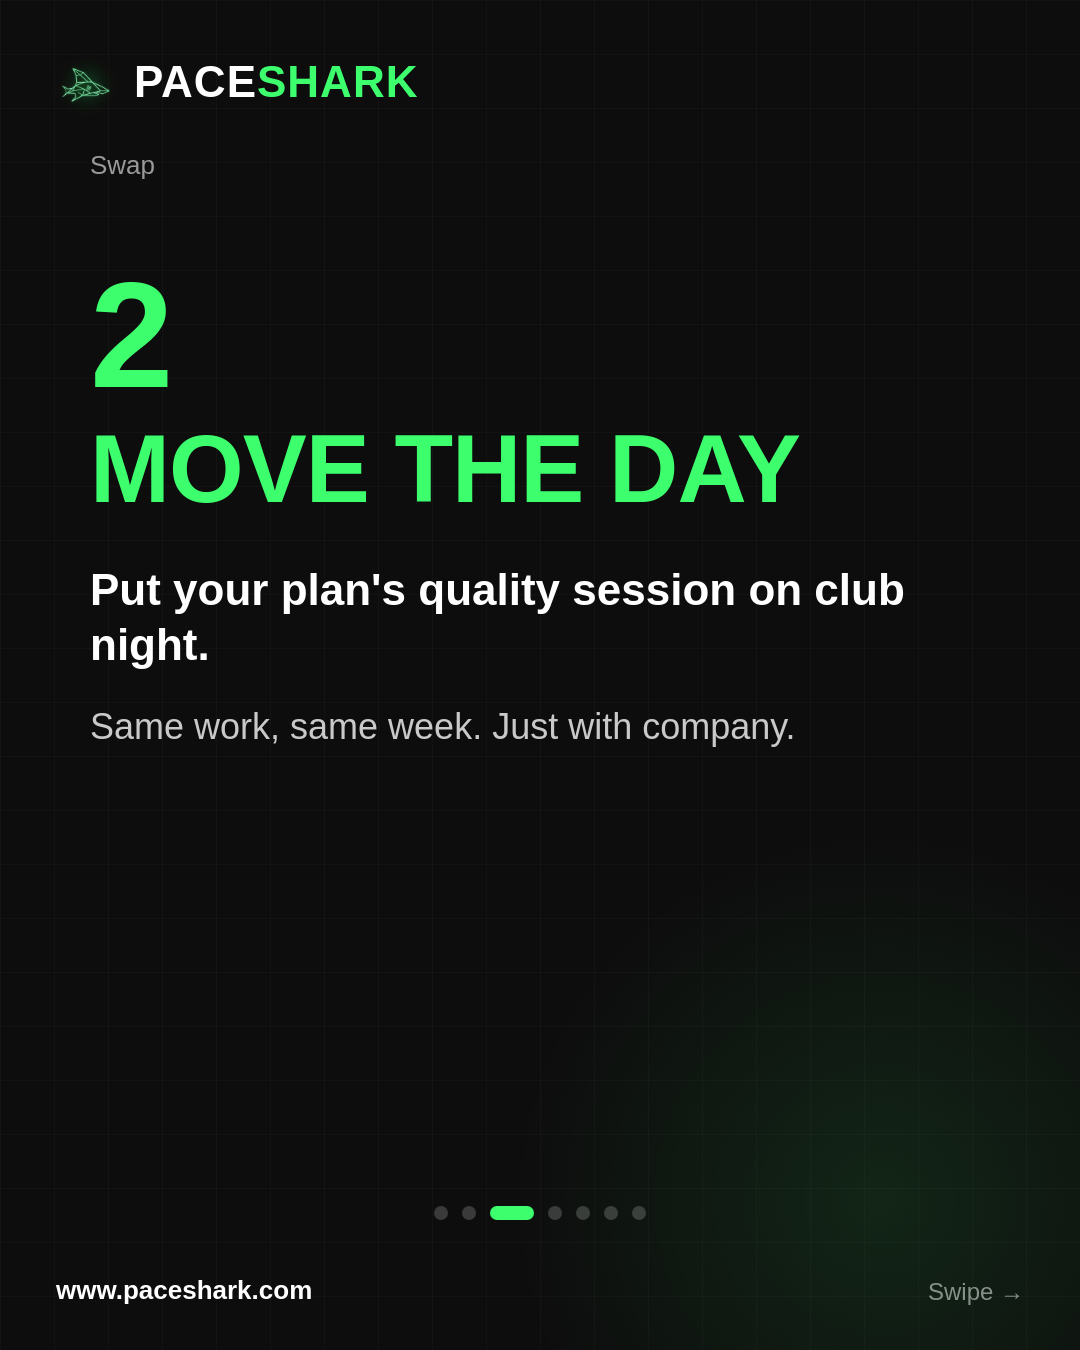 PACESHARK
Swap
2
MOVE THE DAY
Put your plan's quality session on club
night.
Same work, same week. Just with company.
www.paceshark.com
Swipe →